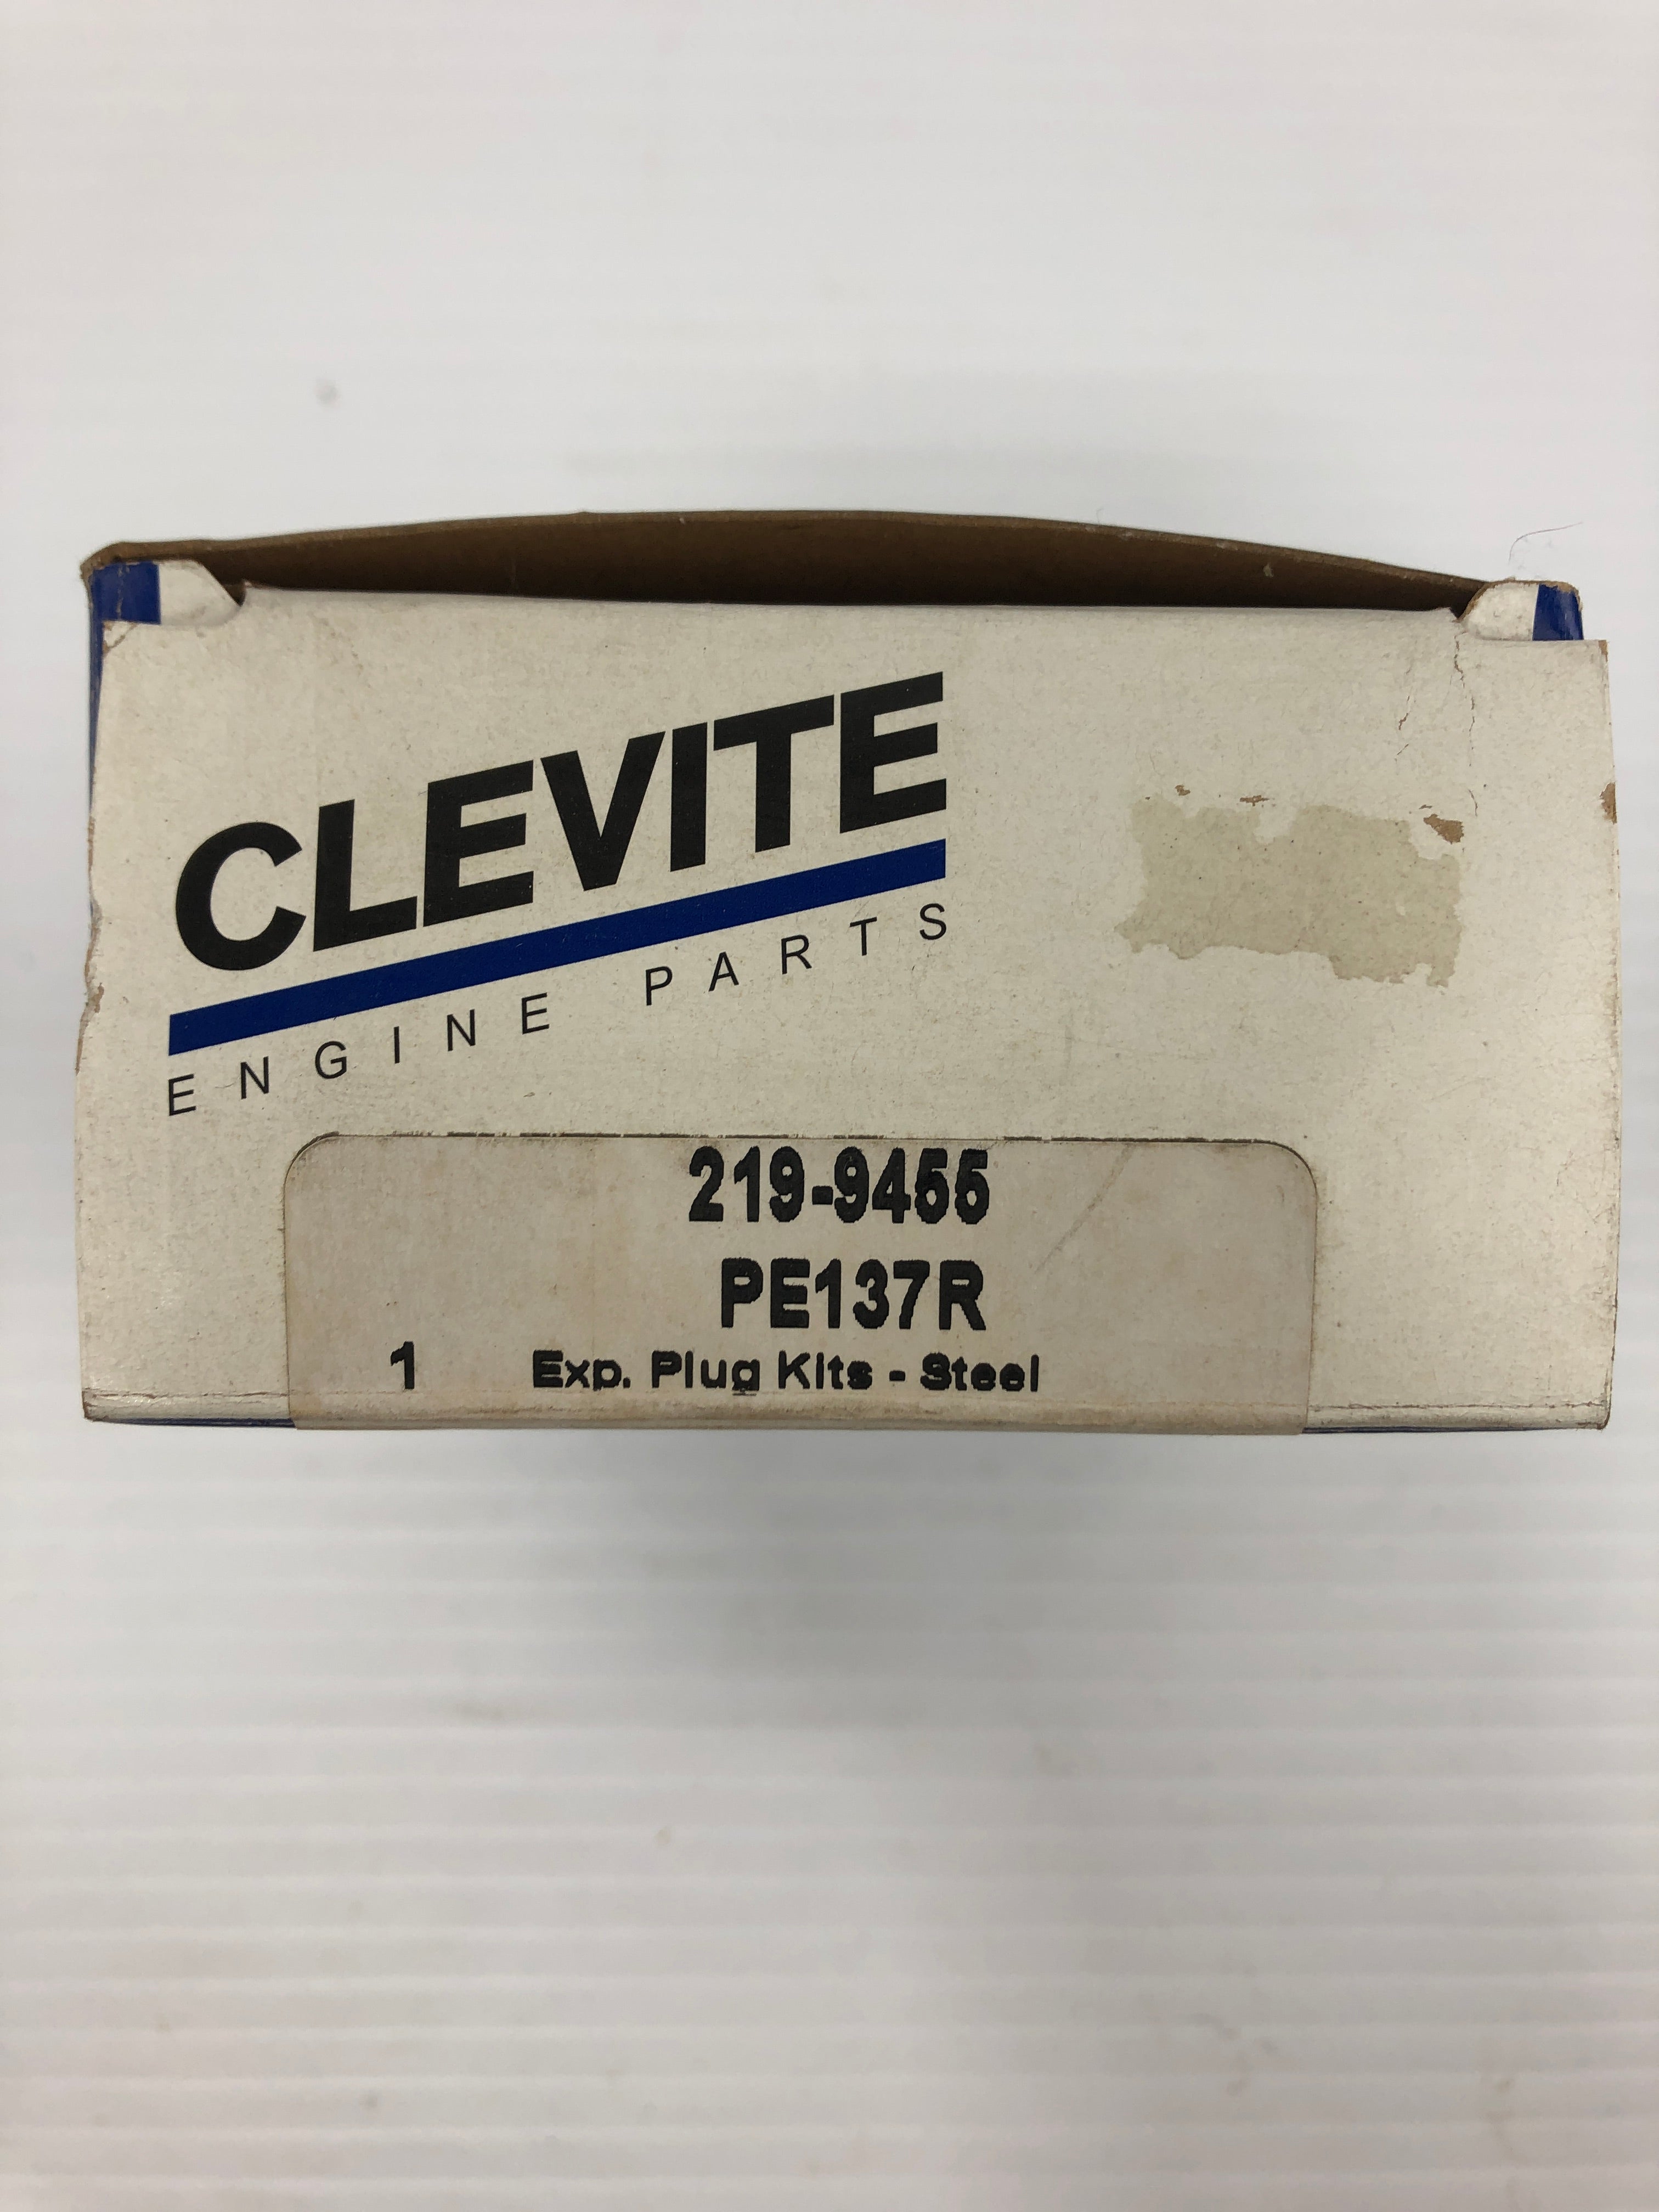 CLEVITE
ENGINE PARTS
219-9455
PE137R
1 Exp. Plug Kits - Steel